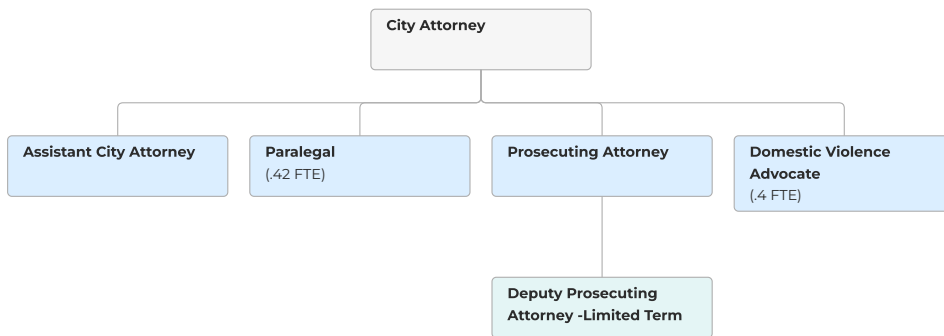 City Attorney
Assistant City Attorney
Paralegal
(.42 FTE)
Prosecuting Attorney
Domestic Violence
Advocate
(.4 FTE)
Deputy Prosecuting
Attorney -Limited Term